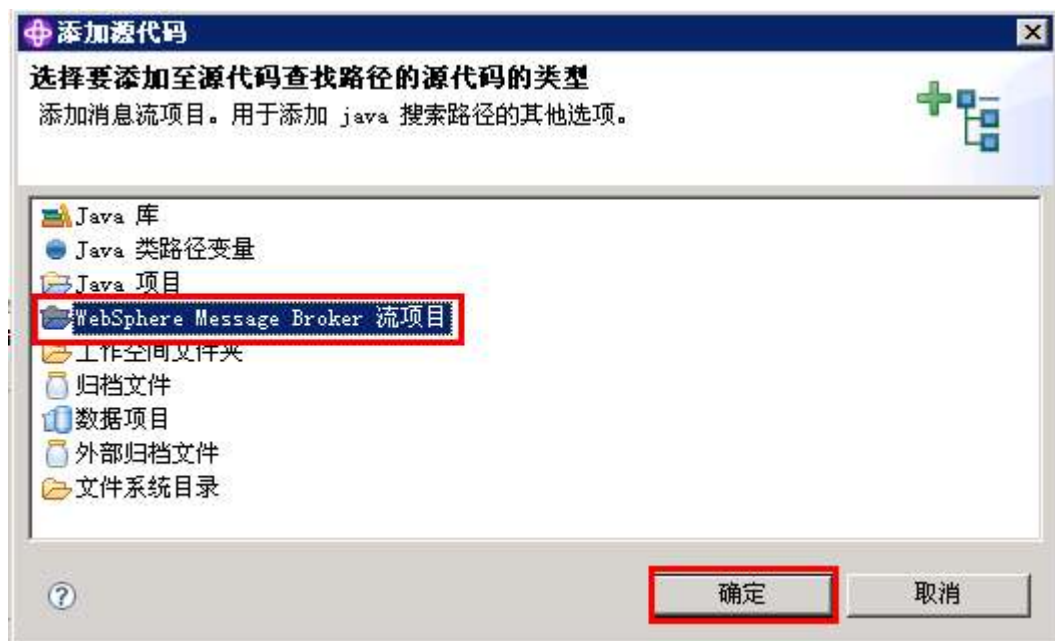 添加源代码
选择要添加至源代码查找路径的源代码的类型
添加消息流项目。用于添加 java 搜索路径的其他选项。
Java 库
Java 类路径变量
Java 项目
WebSphere Message Broker 流项目
工作空间文件夹
归档文件
数据项目
外部归档文件
文件系统目录
确定
取消